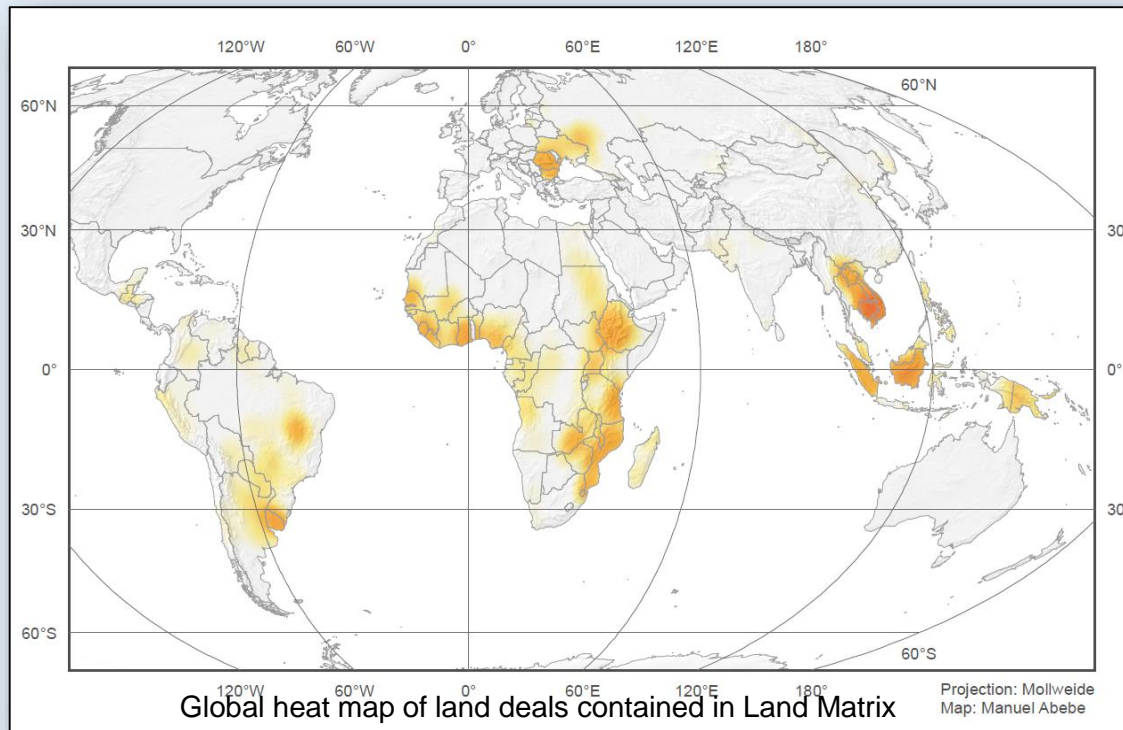 120°W 60°W 0° 60°E 120°E 180°
60°N
60°N
30°N 30
0° 0°
30°S 30
60°S
60°S
120°W 60°W 0° 60°E 120°E 180°
Global heat map of land deals contained in Land Matrix
Projection: Mollweide
Map: Manuel Abebe